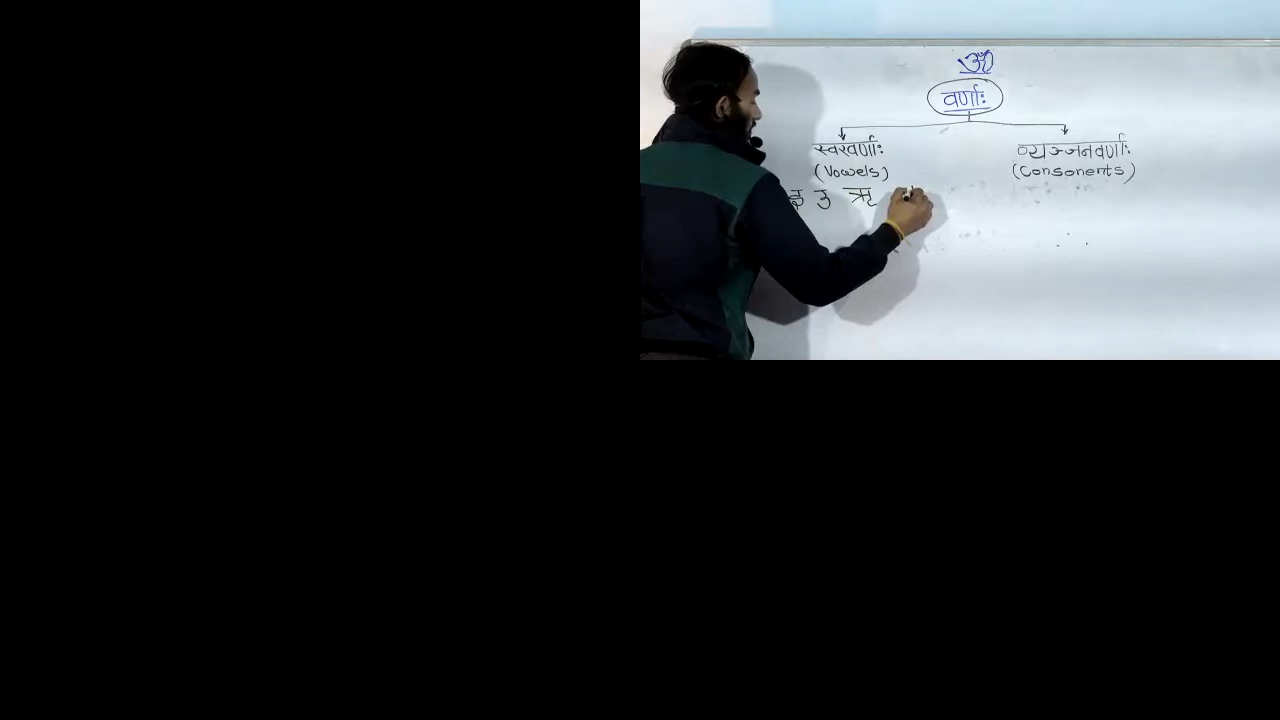 ॐ
वर्णाः
स्वरवर्णाः व्यञ्जनवर्णाः
(Vowels) (Consonents)
इ उ ऋ